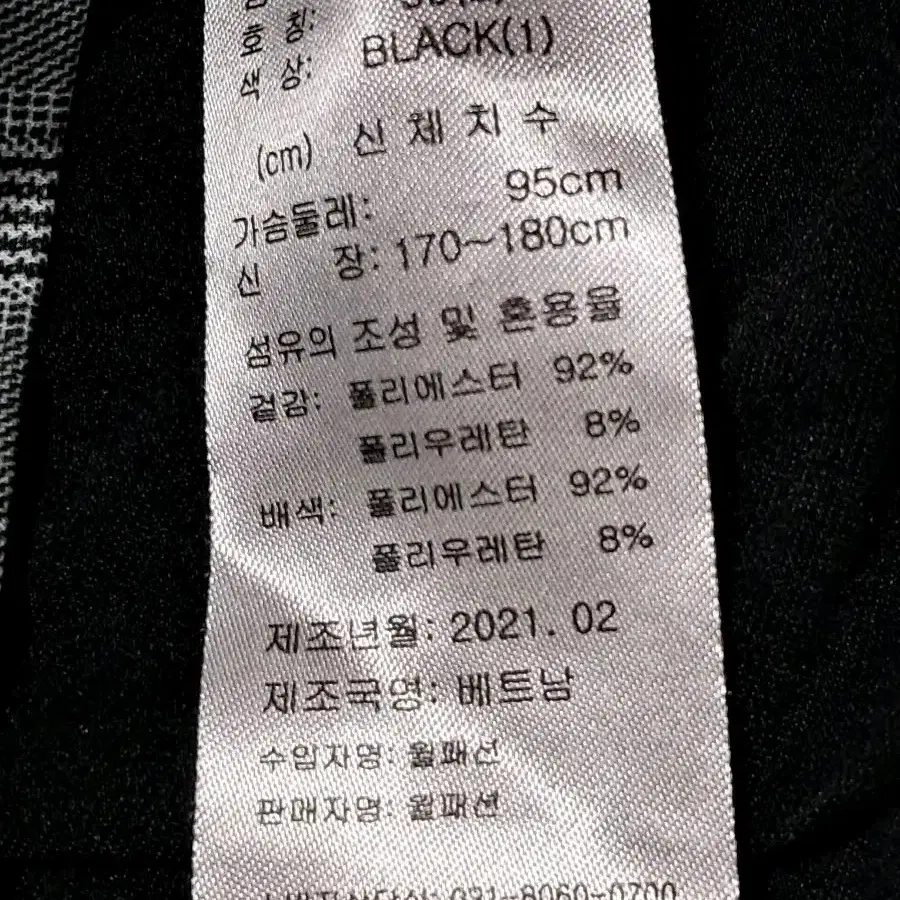 호 칭:
색 상: BLACK(1)
(cm) 신 체 치 수
가슴둘레: 95cm
신 장: 170~180cm
섬유의 조성 및 혼용율
겉감: 폴리에스터 92%
폴리우레탄 8%
배색: 폴리에스터 92%
폴리우레탄 8%
제조년월: 2021. 02
제조국명: 베트남
수입자명: 월패션
판매자명: 월패션
031-8060-0700